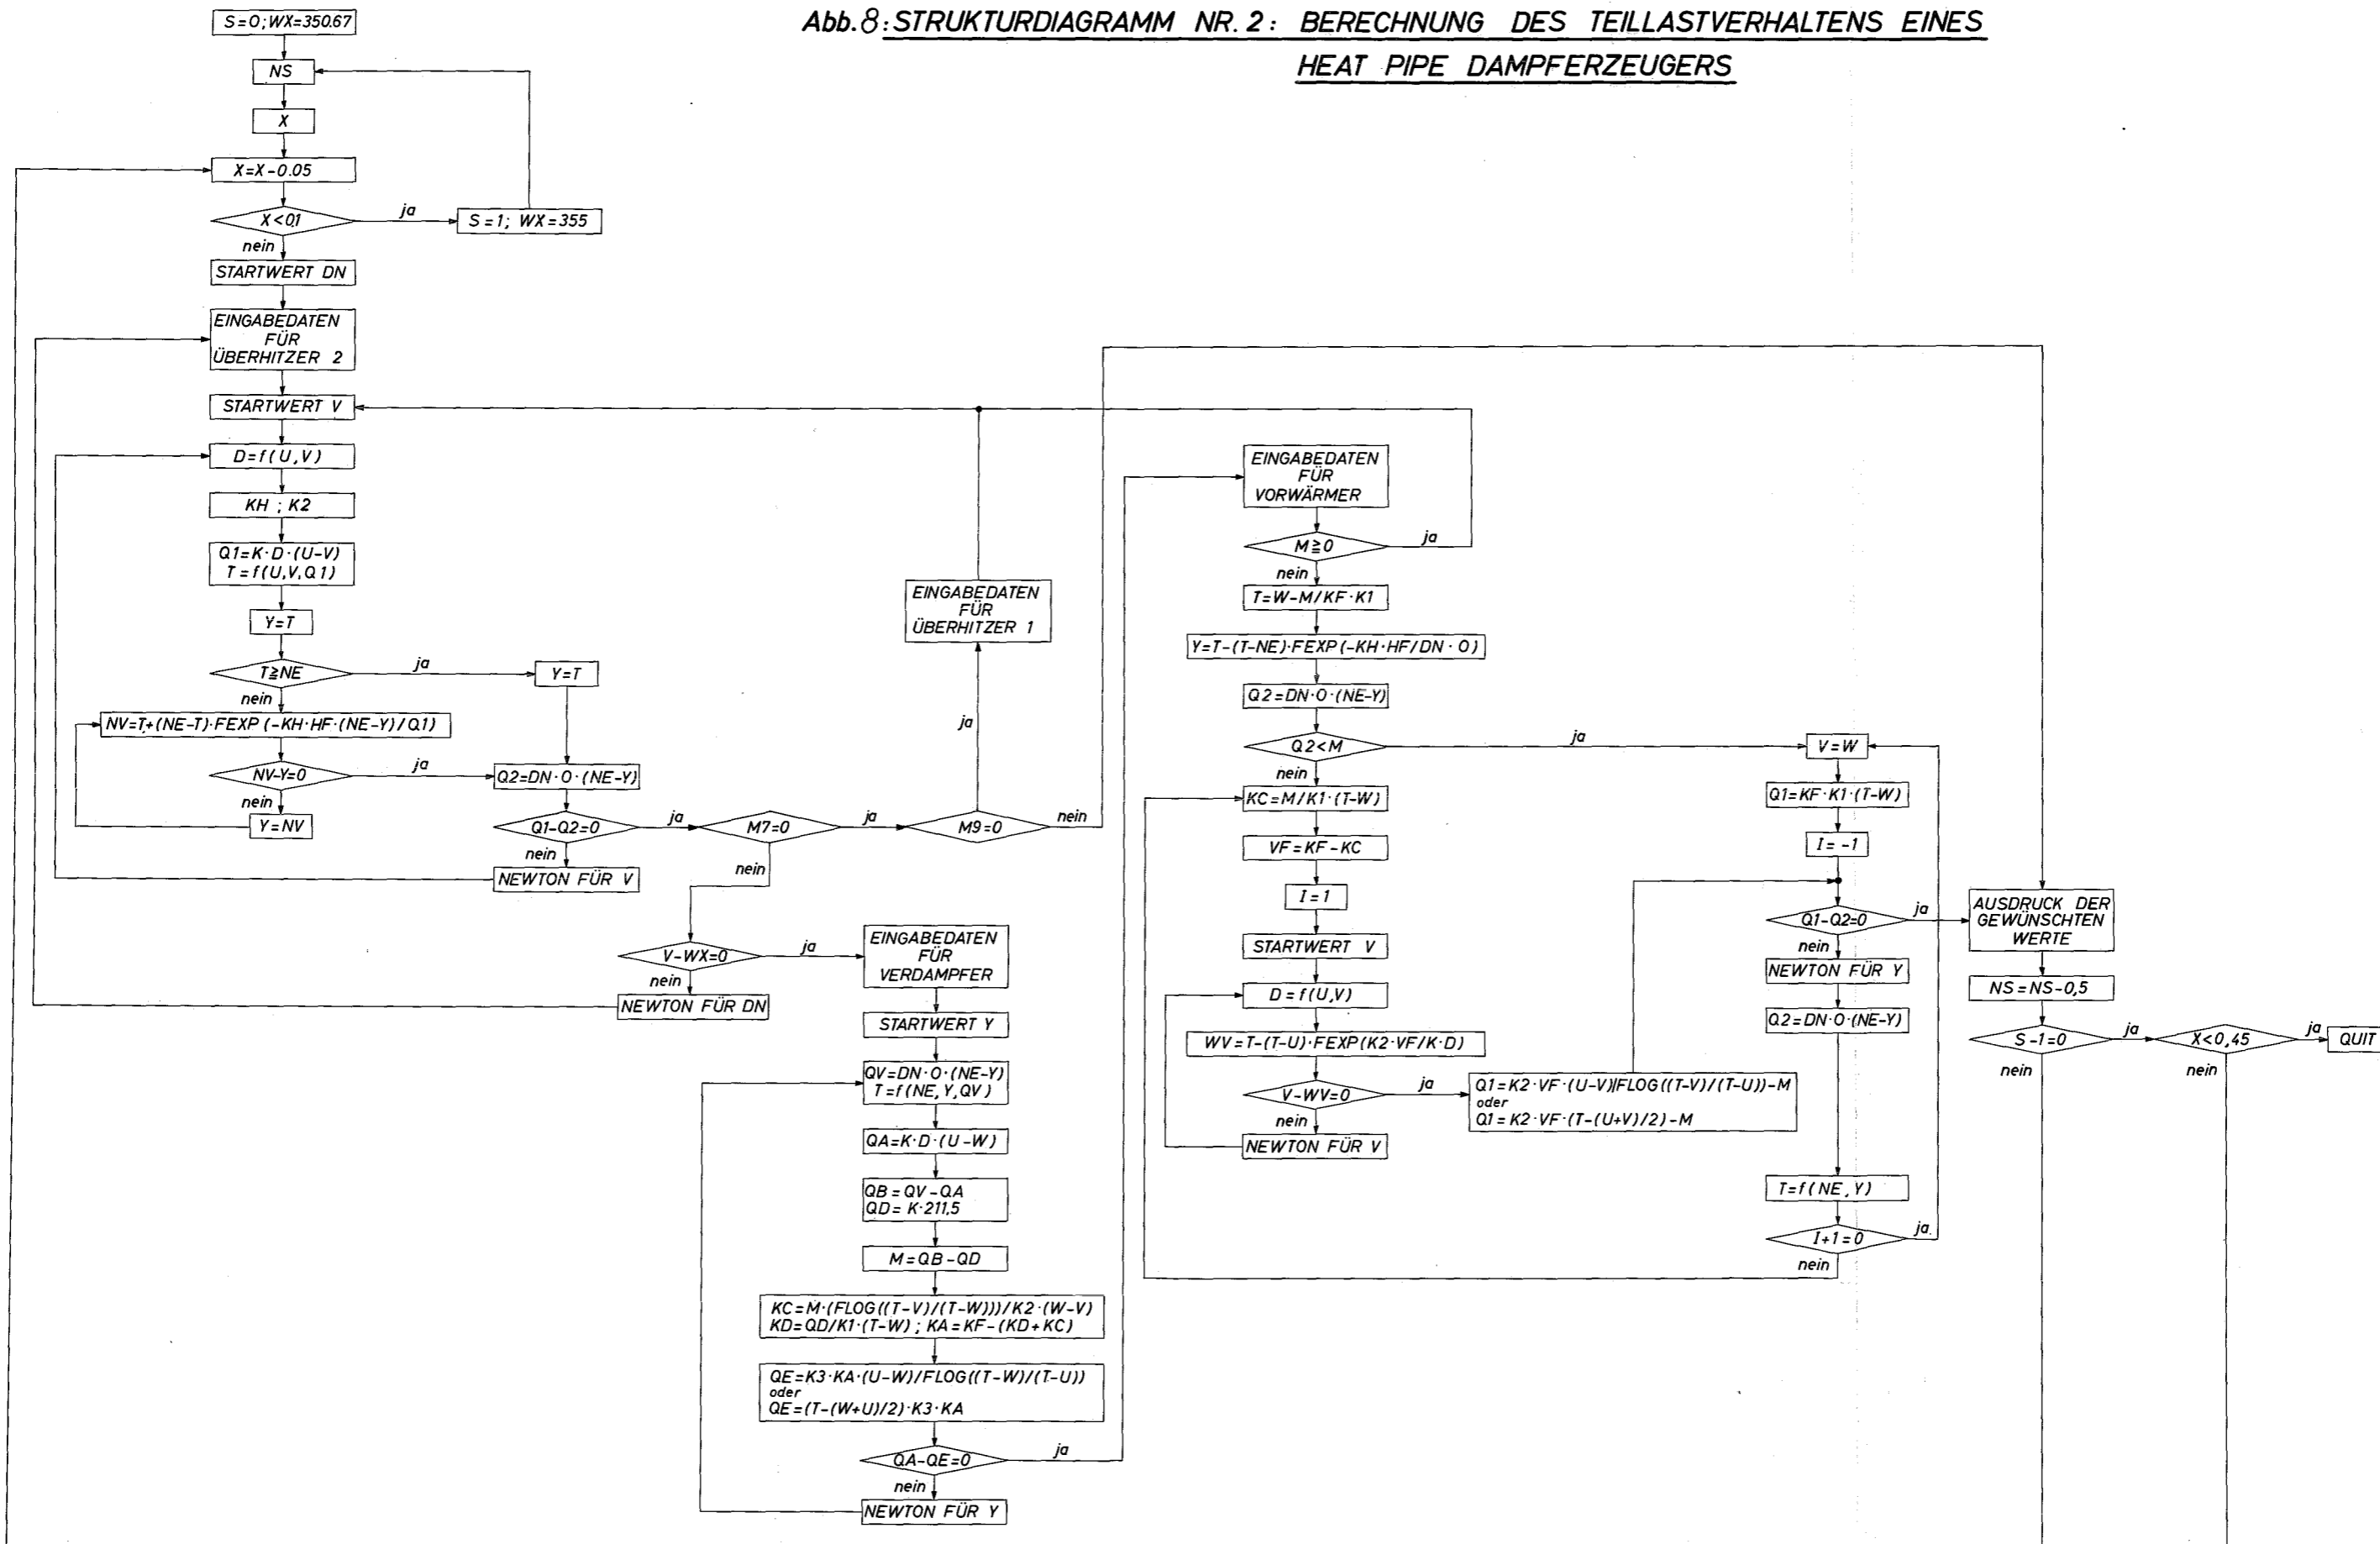 Abb. 8: STRUKTURDIAGRAMM NR. 2: BERECHNUNG DES TEILLASTVERHALTENS EINES
HEAT PIPE DAMPFERZEUGERS
S=0; WX=350.67
NS
X
X=X-0.05
X<0,1
ja
S=1; WX=355
nein
STARTWERT DN
EINGABEDATEN
FÜR
ÜBERHITZER 2
STARTWERT V
D=f(U,V)
KH ; K2
Q1=K·D·(U-V)
T=f(U,V,Q1)
Y=T
T≧NE
ja
Y=T
nein
NV=T+(NE-T)·FEXP(-KH·HF·(NE-Y)/Q1)
NV-Y=0
ja
Q2=DN·O·(NE-Y)
nein
Y=NV
Q1-Q2=0
ja
M7=0
ja
M9=0
nein
nein
NEWTON FÜR V
nein
ja
EINGABEDATEN
FÜR
ÜBERHITZER 1
V-WX=0
ja
nein
NEWTON FÜR DN
EINGABEDATEN
FÜR
VERDAMPFER
STARTWERT Y
QV=DN·O·(NE-Y)
T=f(NE,Y,QV)
QA=K·D·(U-W)
QB=QV-QA
QD=K·211,5
M=QB-QD
KC=M·(FLOG((T-V)/(T-W)))/K2·(W-V)
KD=QD/K1·(T-W) ; KA=KF-(KD+KC)
QE=K3·KA·(U-W)/FLOG((T-W)/(T-U))
oder
QE=(T-(W+U)/2)·K3·KA
QA-QE=0
ja
nein
NEWTON FÜR Y
EINGABEDATEN
FÜR
VORWÄRMER
M≧0
ja
nein
T=W-M/KF·K1
Y=T-(T-NE)·FEXP(-KH·HF/DN·O)
Q2=DN·O·(NE-Y)
Q2<M
ja
nein
KC=M/K1·(T-W)
VF=KF-KC
I=1
STARTWERT V
D=f(U,V)
WV=T-(T-U)·FEXP(K2·VF/K·D)
V-WV=0
ja
nein
NEWTON FÜR V
Q1=K2·VF·(U-V)/FLOG((T-V)/(T-U))-M
oder
Q1=K2·VF·(T-(U+V)/2)-M
V=W
Q1=KF·K1·(T-W)
I=-1
Q1-Q2=0
ja
nein
NEWTON FÜR Y
Q2=DN·O·(NE-Y)
T=f(NE,Y)
I+1=0
ja
nein
AUSDRUCK DER
GEWÜNSCHTEN
WERTE
NS=NS-0,5
S-1=0
ja
X<0,45
ja
QUIT
nein
nein